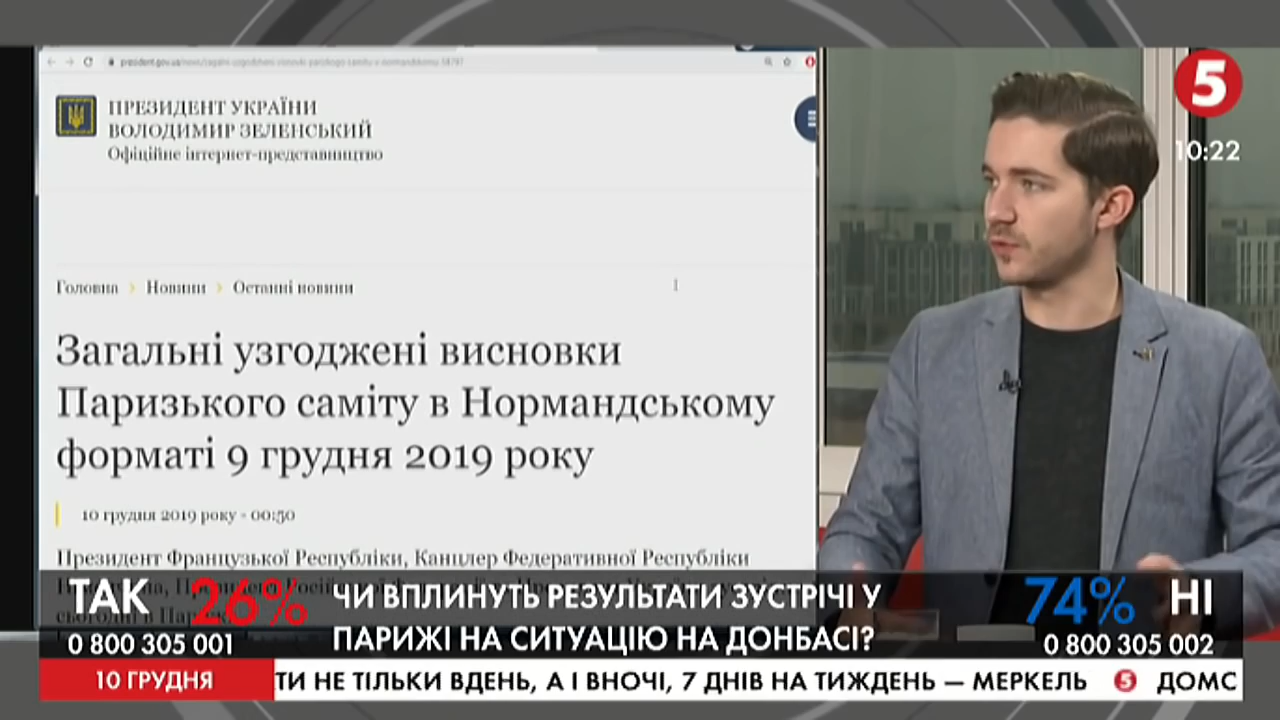 ПРЕЗИДЕНТ УКРАЇНИ
ВОЛОДИМИР ЗЕЛЕНСЬКИЙ
Офіційне інтернет-представництво
Головна › Новини › Останні новини
Загальні узгоджені висновки
Паризького саміту в Нормандському
форматі 9 грудня 2019 року
10 грудня 2019 року - 00:50
Президент Французької Республіки, Канцлер Федеративної Республіки
5
10:22
ТАК 26%
0 800 305 001
ЧИ ВПЛИНУТЬ РЕЗУЛЬТАТИ ЗУСТРІЧІ У
ПАРИЖІ НА СИТУАЦІЮ НА ДОНБАСІ?
74% НІ
0 800 305 002
10 ГРУДНЯ
ТИ НЕ ТІЛЬКИ ВДЕНЬ, А І ВНОЧІ, 7 ДНІВ НА ТИЖДЕНЬ — МЕРКЕЛЬ 5 ДОМС